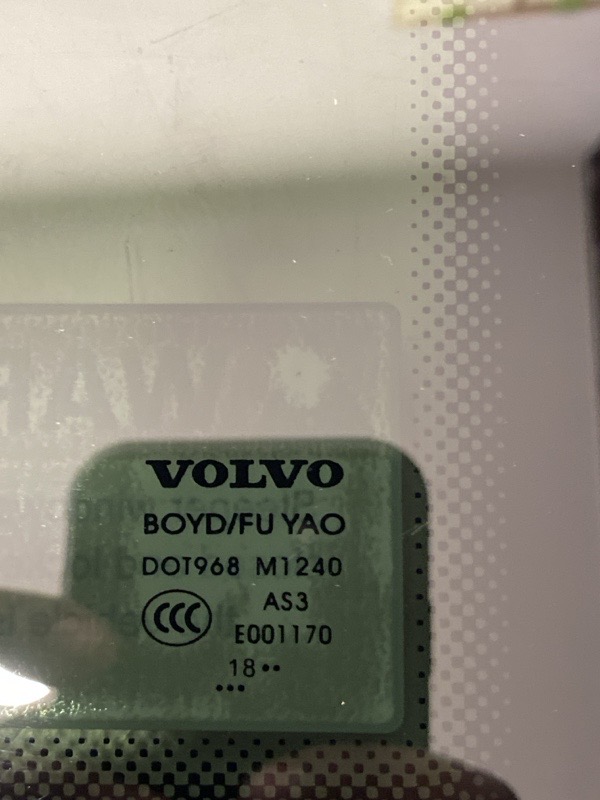 VOLVO
BOYD/FU YAO
DOT968 M1240
CCC
AS3
E001170
18••
•••